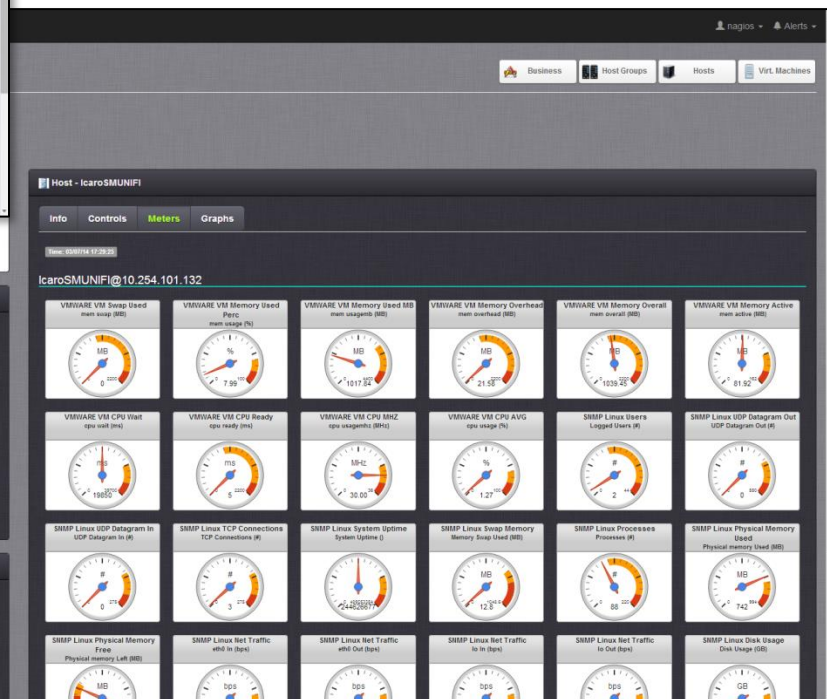 nagios Alerts
Business Host Groups Hosts Virt. Machines
Host - IcaroSMUNIFI
Info Controls Meters Graphs
Time: 03/07/14 17:29:25
IcaroSMUNIFI@10.254.101.132
VMWARE VM Swap Used
mem swap (MB)
MB
0
VMWARE VM Memory Used
Perc
mem usage (%)
%
7.99
VMWARE VM Memory Used MB
mem usagemb (MB)
MB
1017.84
VMWARE VM Memory Overhead
mem overhead (MB)
MB
21.58
VMWARE VM Memory Overall
mem overall (MB)
MB
1039.45
VMWARE VM Memory Active
mem active (MB)
MB
81.92
VMWARE VM CPU Wait
cpu wait (ms)
ms
19850
VMWARE VM CPU Ready
cpu ready (ms)
ms
5
VMWARE VM CPU MHZ
cpu usagemhz (MHz)
MHz
30.00
VMWARE VM CPU AVG
cpu usage (%)
%
1.27
SNMP Linux Users
Logged Users (#)
#
2
SNMP Linux UDP Datagram Out
UDP Datagram Out (#)
#
0
SNMP Linux UDP Datagram In
UDP Datagram In (#)
#
0
SNMP Linux TCP Connections
TCP Connections (#)
#
3
SNMP Linux System Uptime
System Uptime ()
SNMP Linux Swap Memory
Memory Swap Used (MB)
MB
12.8
SNMP Linux Processes
Processes (#)
#
88
SNMP Linux Physical Memory
Used
Physical memory Used (MB)
MB
742
SNMP Linux Physical Memory
Free
Physical memory Left (MB)
MB
SNMP Linux Net Traffic
eth0 In (bps)
bps
SNMP Linux Net Traffic
eth0 Out (bps)
bps
SNMP Linux Net Traffic
lo In (bps)
bps
SNMP Linux Net Traffic
lo Out (bps)
bps
SNMP Linux Disk Usage
Disk Usage (GB)
GB